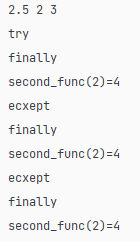 2.5 2 3
try
finally
second_func(2)=4
ecxept
finally
second_func(2)=4
ecxept
finally
second_func(2)=4